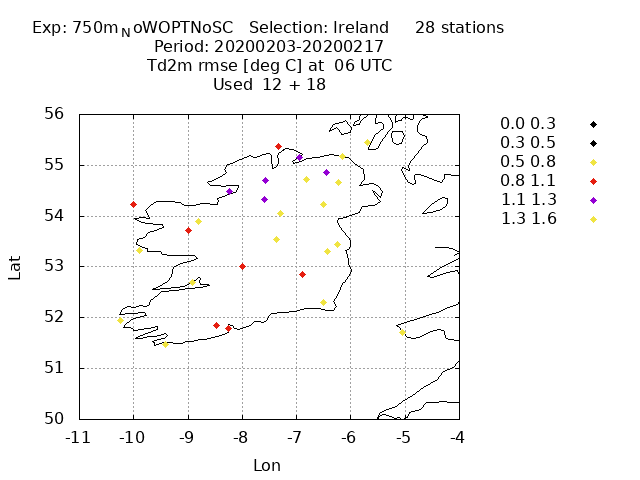 Exp: 750mNoWOPTNoSC Selection: Ireland 28 stations
Period: 20200203-20200217
Td2m rmse [deg C] at 06 UTC
Used 12 + 18
56
55
54
53
52
51
50
-11 -10 -9 -8 -7 -6 -5 -4
Lat
Lon
0.0 0.3
0.3 0.5
0.5 0.8
0.8 1.1
1.1 1.3
1.3 1.6